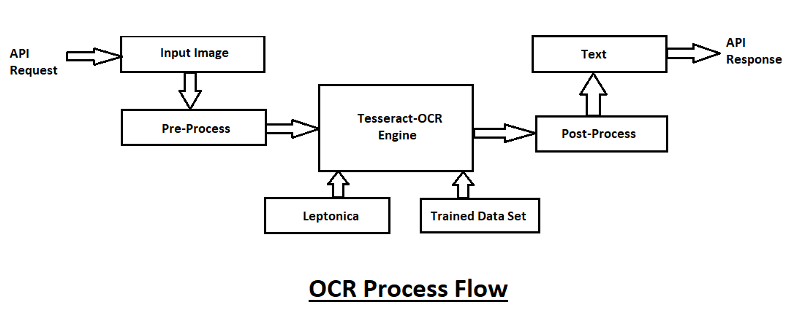 API
Request
Input Image
Pre-Process
Tesseract-OCR
Engine
Leptonica
Trained Data Set
Post-Process
Text
API
Response
OCR Process Flow